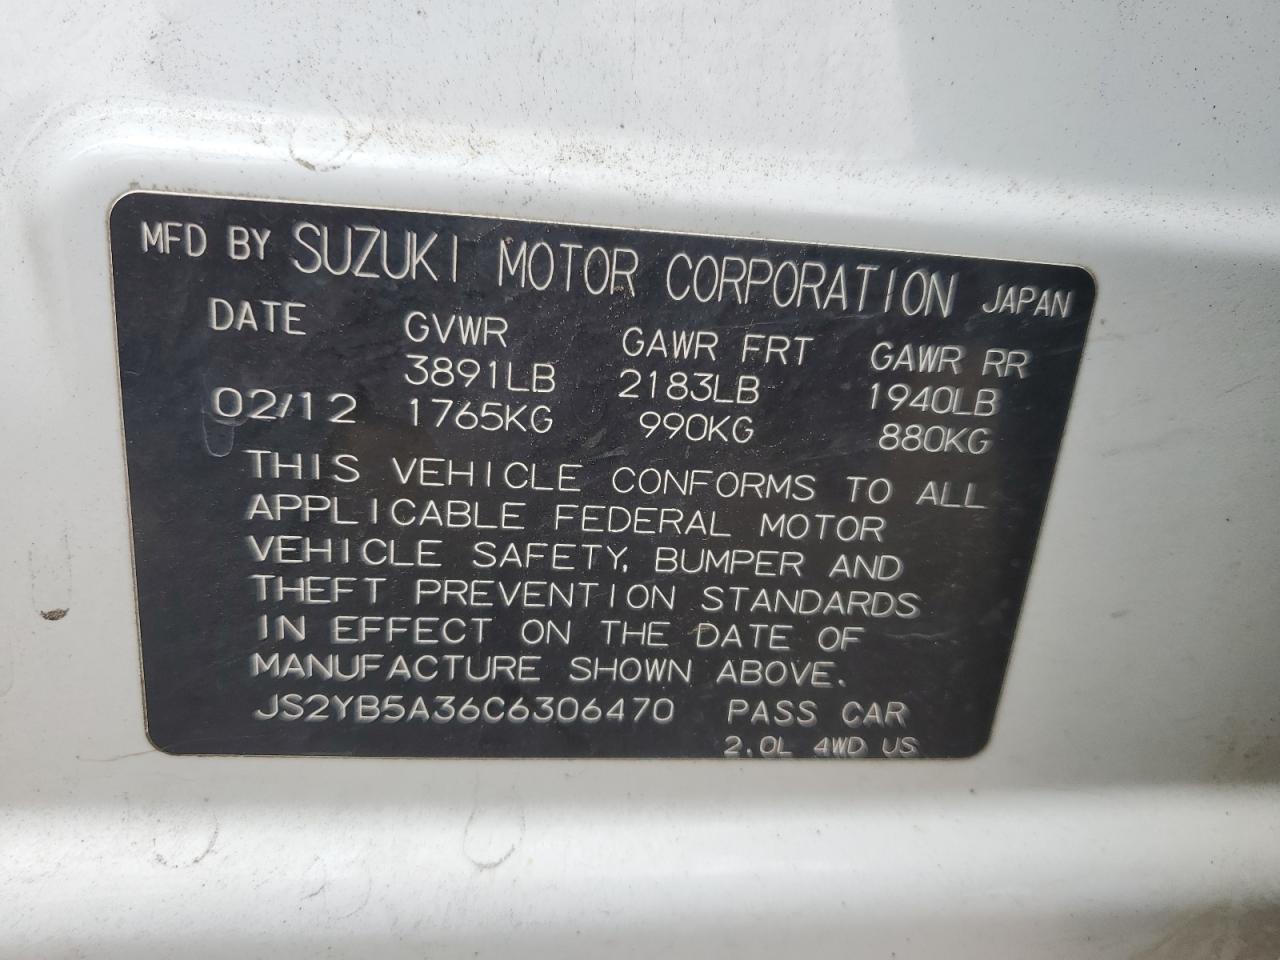 MFD BY SUZUKI MOTOR CORPORATION JAPAN
DATE GVWR GAWR FRT GAWR RR
3891LB 2183LB 1940LB
02/12 1765KG 990KG 880KG
THIS VEHICLE CONFORMS TO ALL
APPLICABLE FEDERAL MOTOR
VEHICLE SAFETY, BUMPER AND
THEFT PREVENTION STANDARDS
IN EFFECT ON THE DATE OF
MANUFACTURE SHOWN ABOVE.
JS2YB5A36C6306470 PASS CAR
2.0L 4WD US